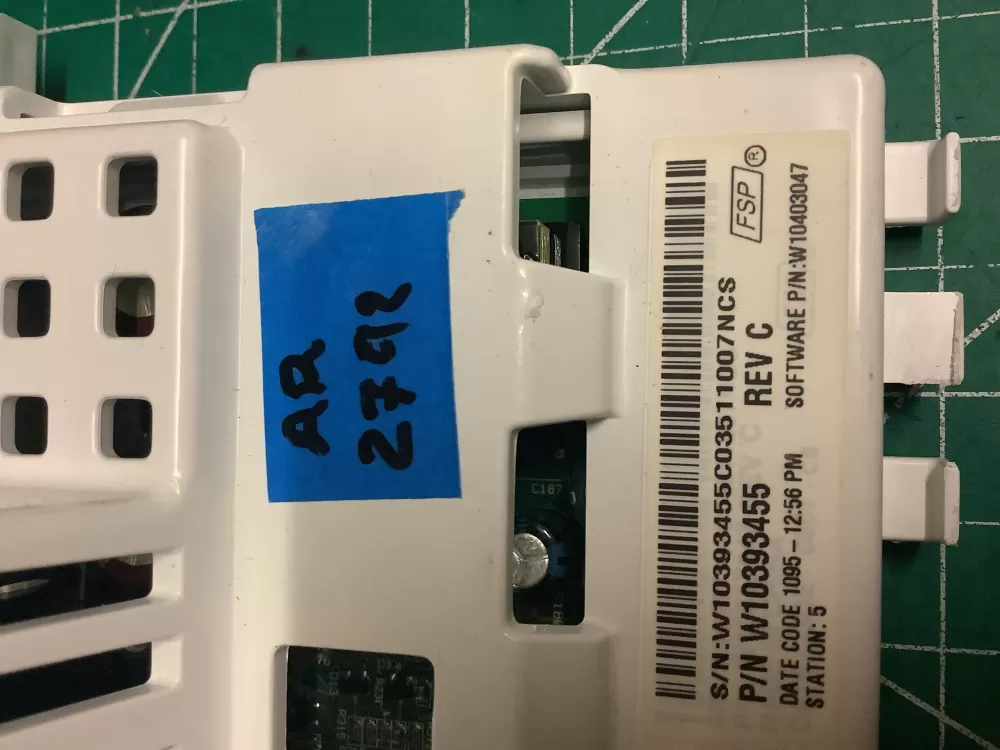 AR
2792
FSP®
S/N:W10393455C03511007NCS
P/N W10393455 REV C
DATE CODE 1095-12:56 PM SOFTWARE P/N:W10403047
STATION: 5
C187